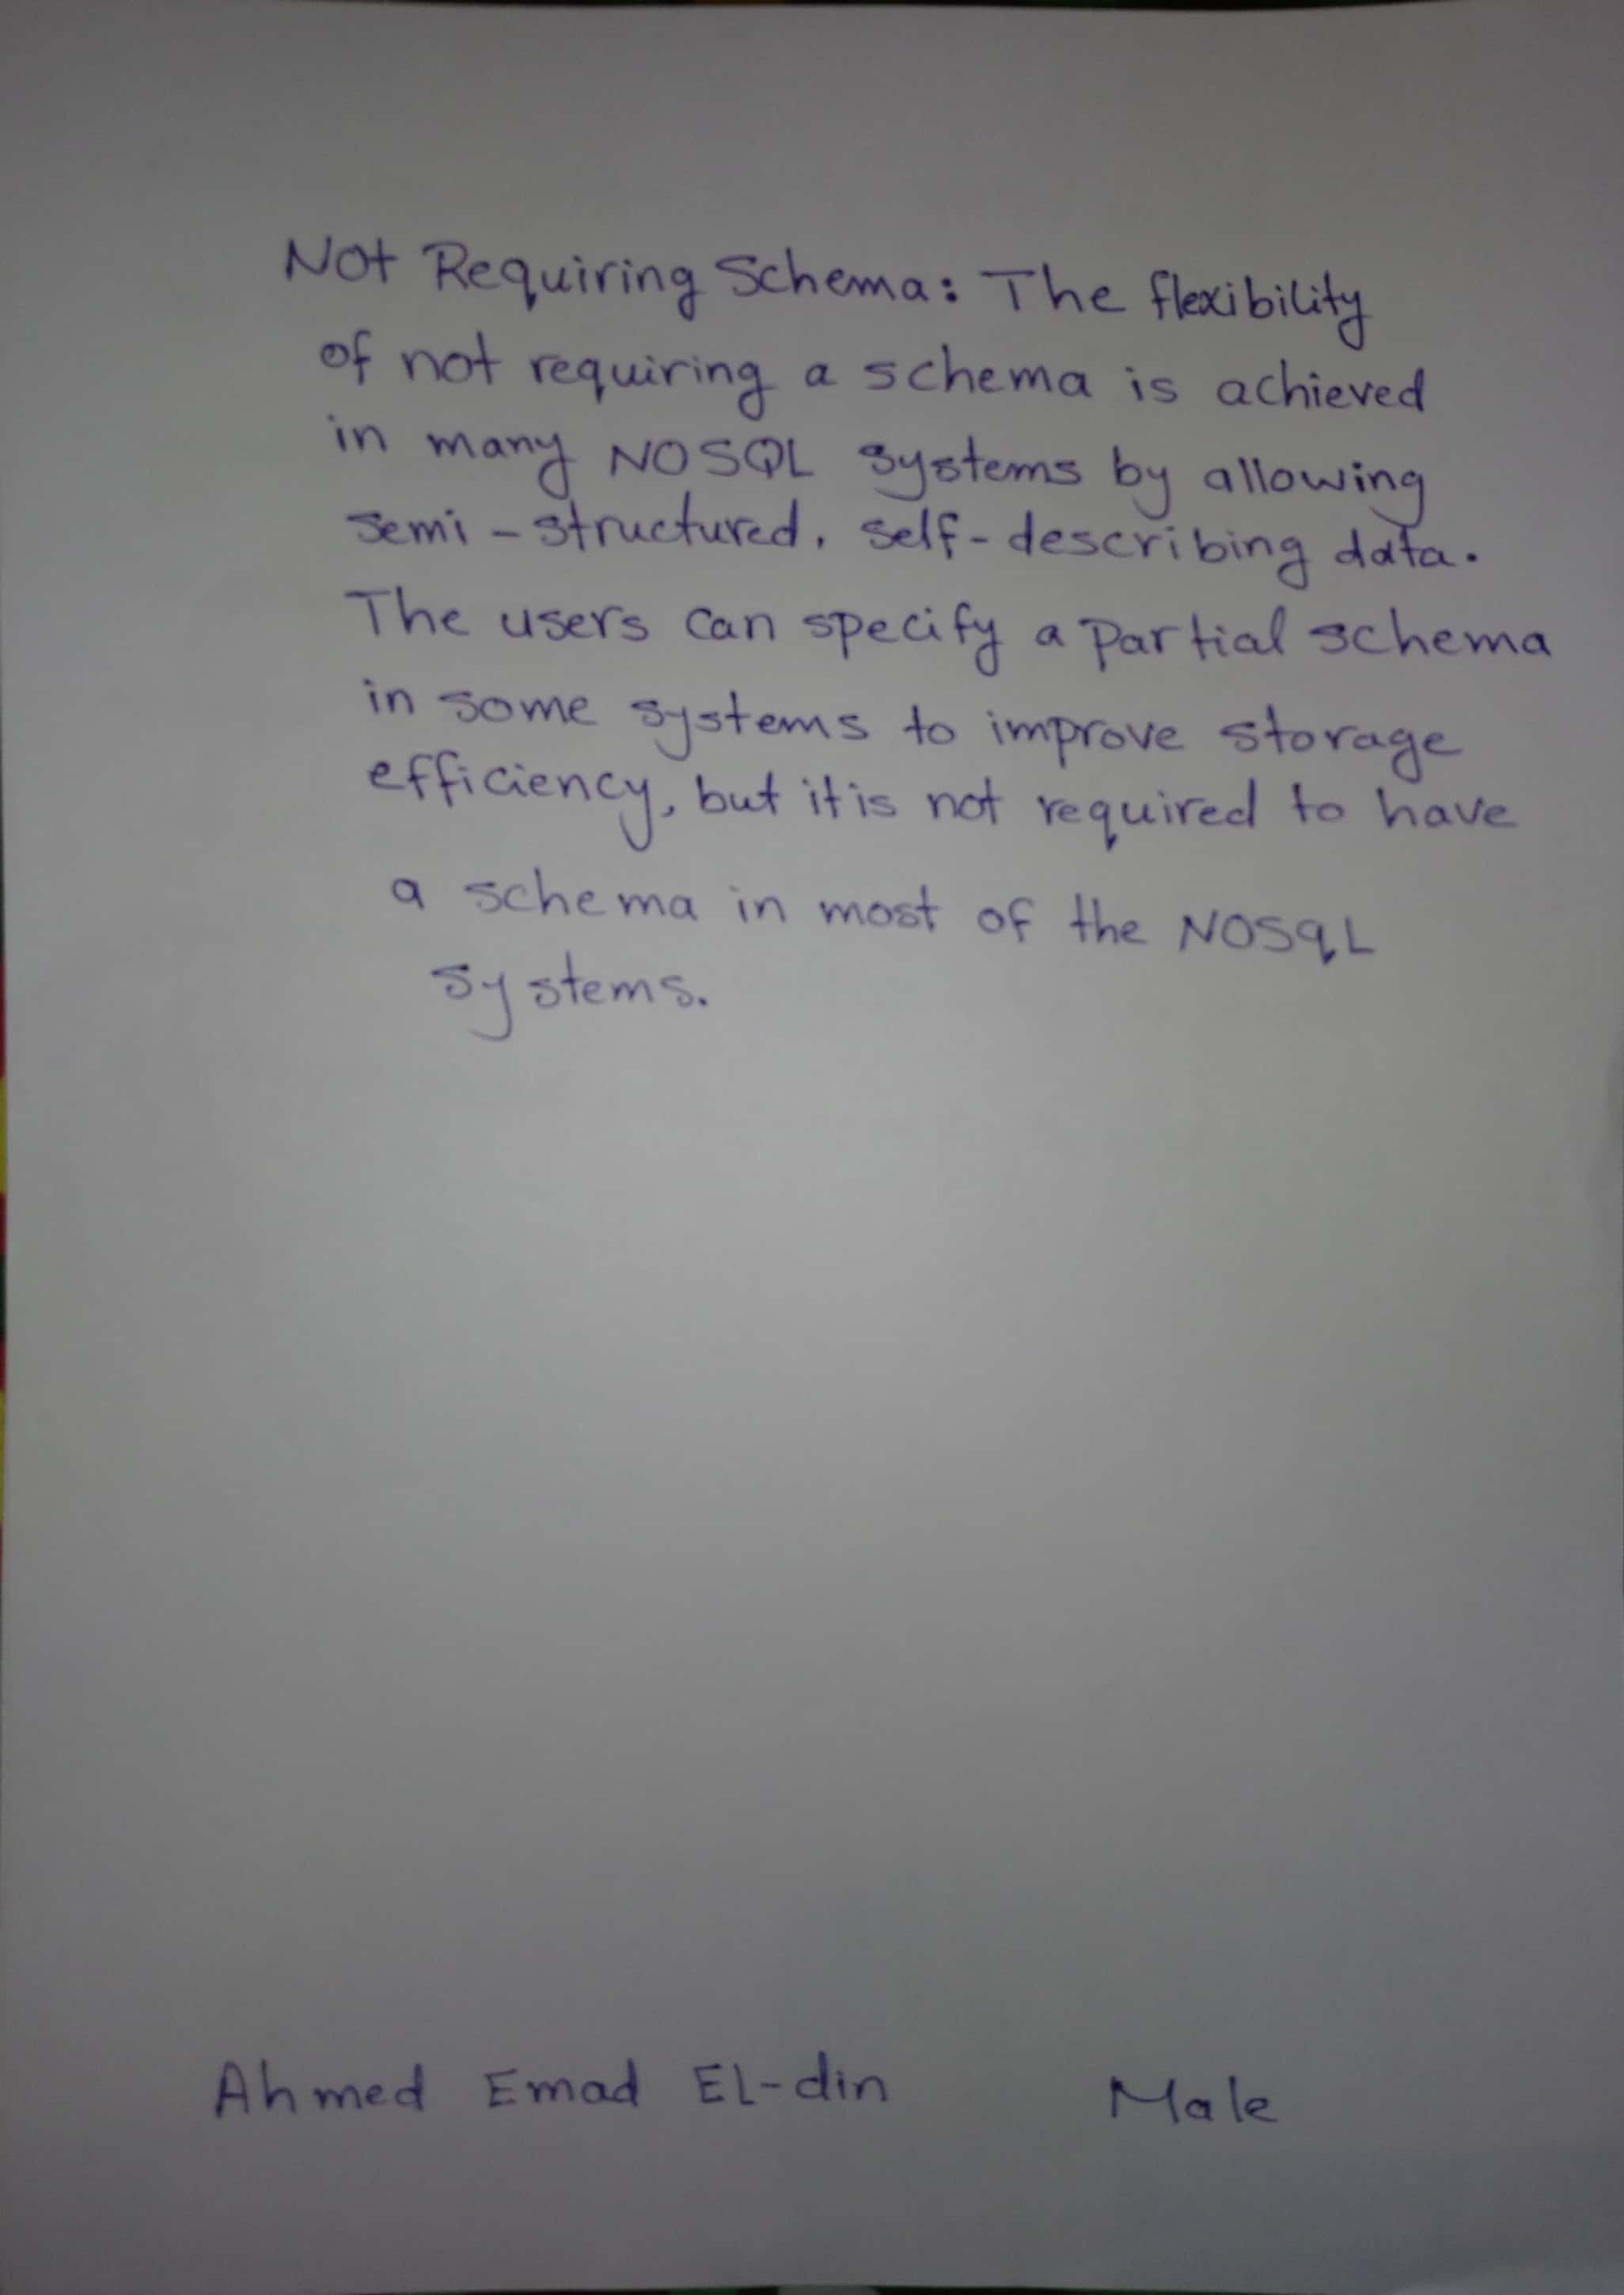 Not Requiring Schema: The flexibility
of not requiring a schema is achieved
in many NOSQL systems by allowing
semi-structured, self-describing data.
The users can specify a partial schema
in some systems to improve storage
efficiency, but it is not required to have
a schema in most of the NOSqL
systems.
Ahmed Emad EL-din Male